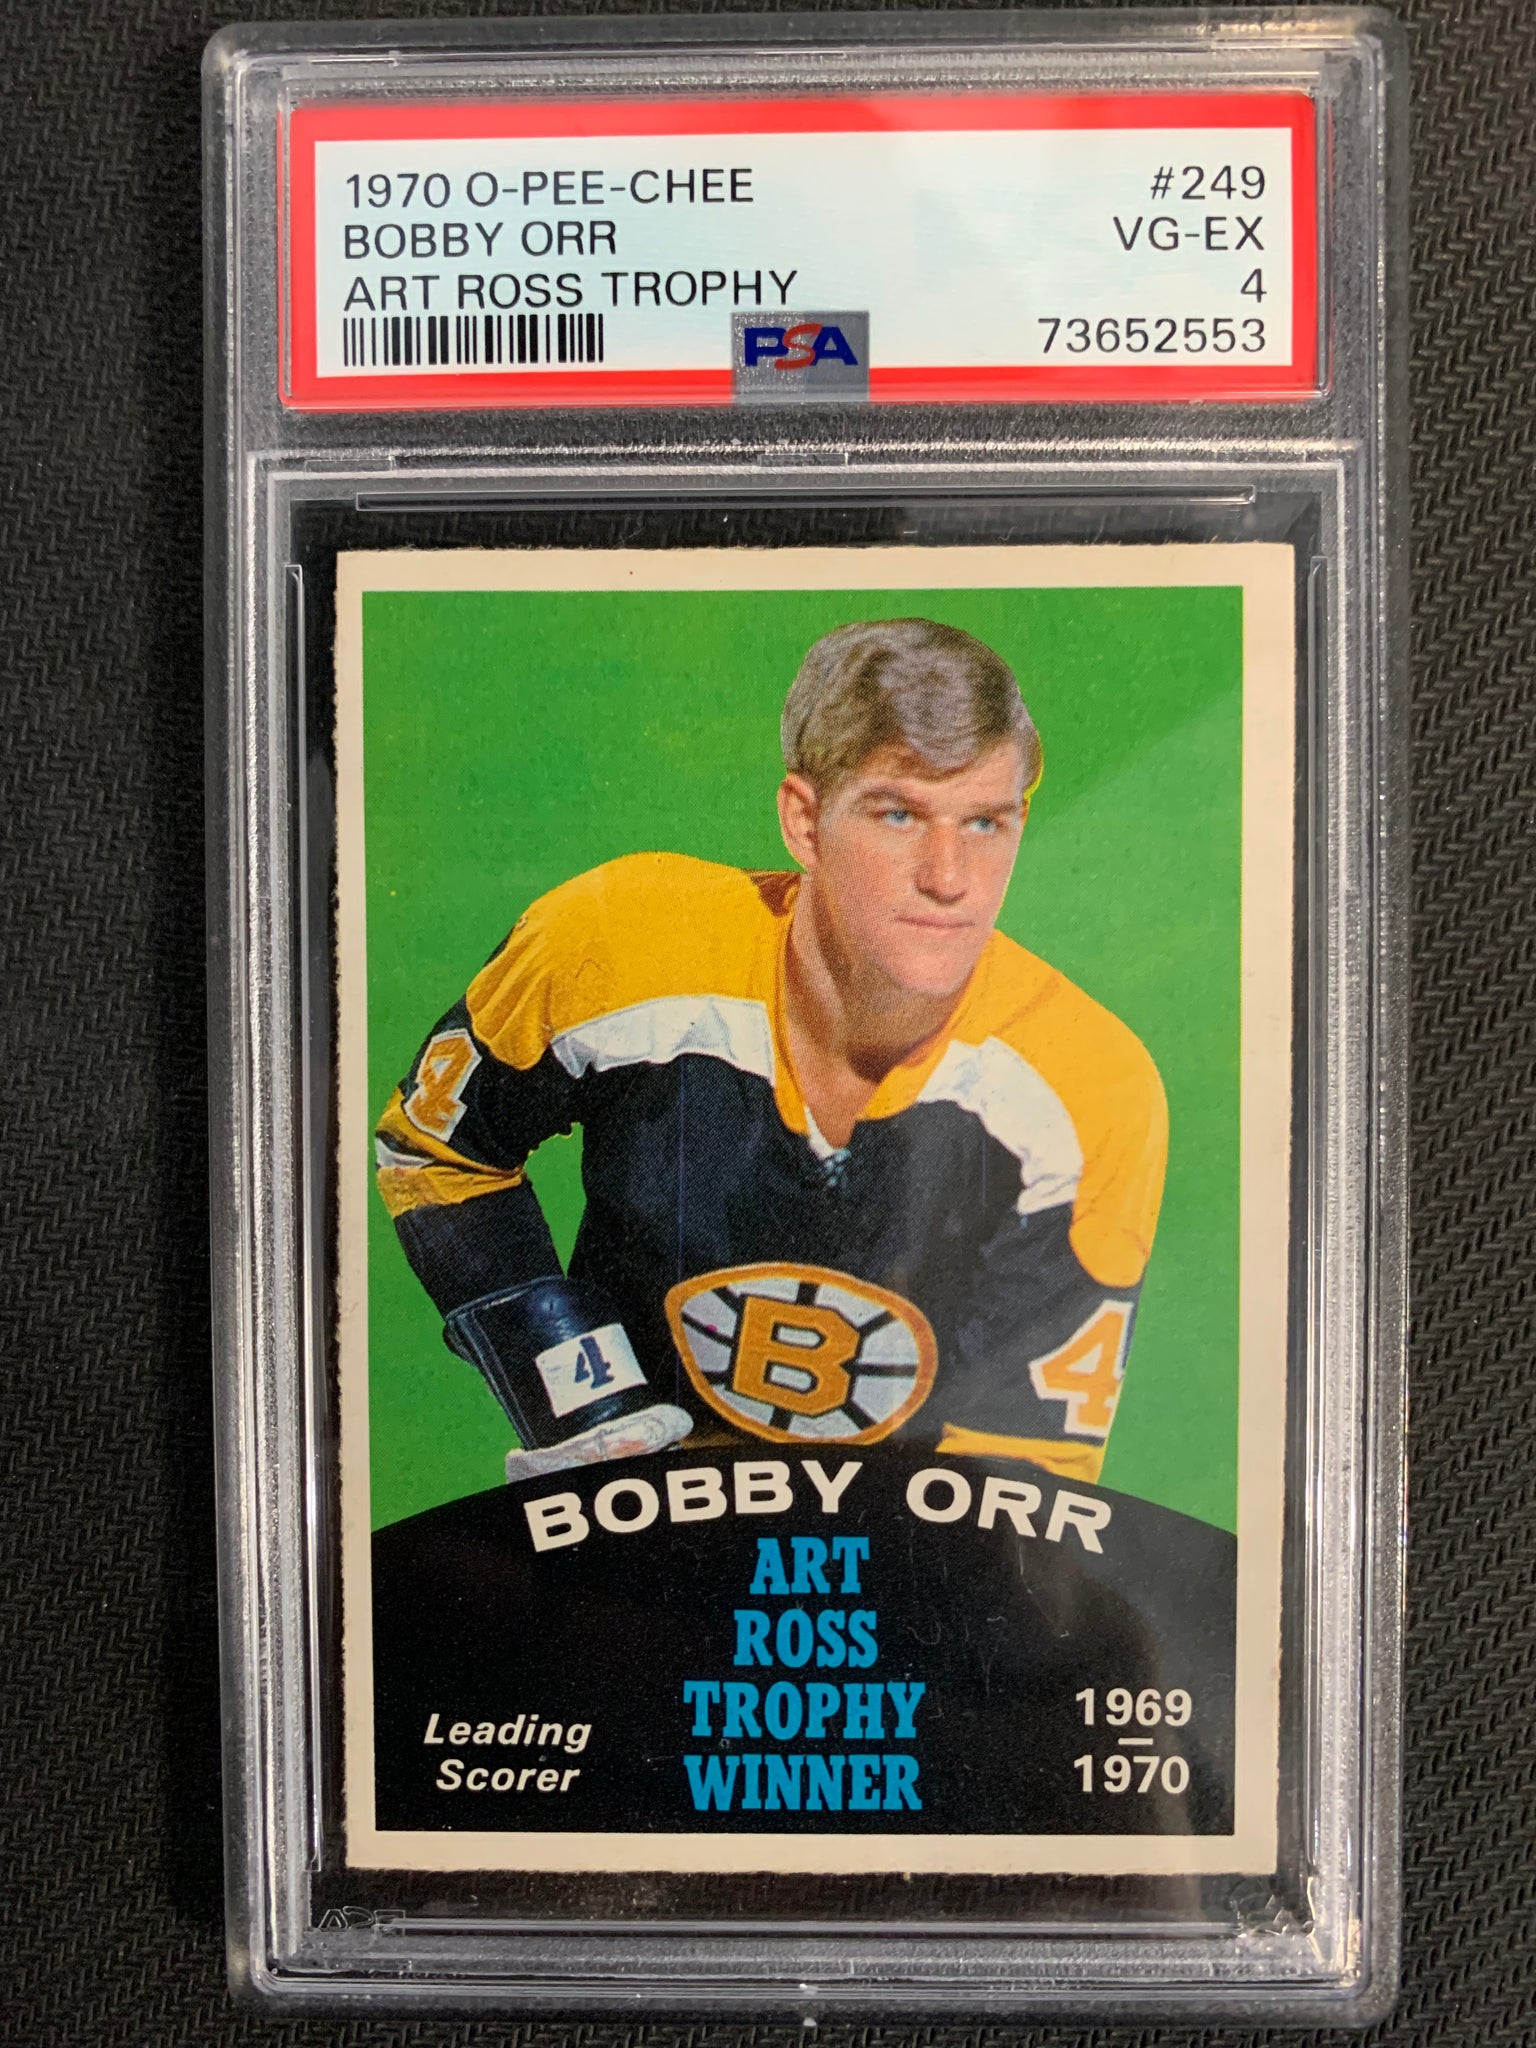 1970 O-PEE-CHEE #249
BOBBY ORR VG-EX
ART ROSS TROPHY 4
PSA 73652553
4
4
B
4
BOBBY ORR
ART
ROSS
TROPHY
WINNER
Leading
Scorer
1969
—
1970